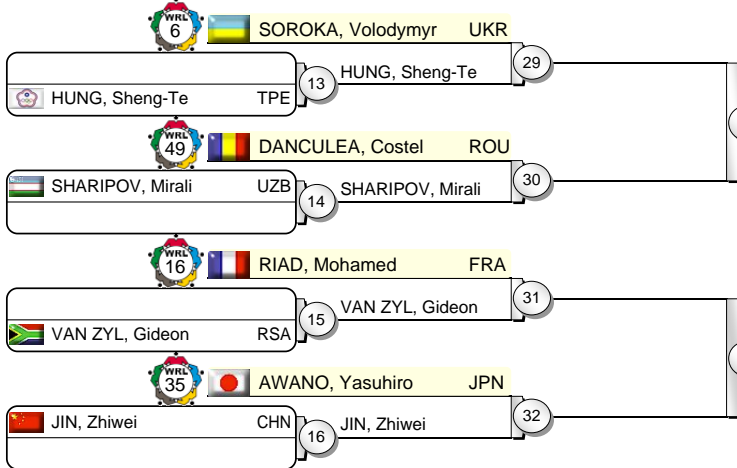 WRL
6
SOROKA, Volodymyr UKR
29
13
HUNG, Sheng-Te
HUNG, Sheng-Te TPE
WRL
49
DANCULEA, Costel ROU
30
SHARIPOV, Mirali UZB
14
SHARIPOV, Mirali
WRL
16
RIAD, Mohamed FRA
31
15
VAN ZYL, Gideon
VAN ZYL, Gideon RSA
WRL
35
AWANO, Yasuhiro JPN
32
JIN, Zhiwei CHN
16
JIN, Zhiwei